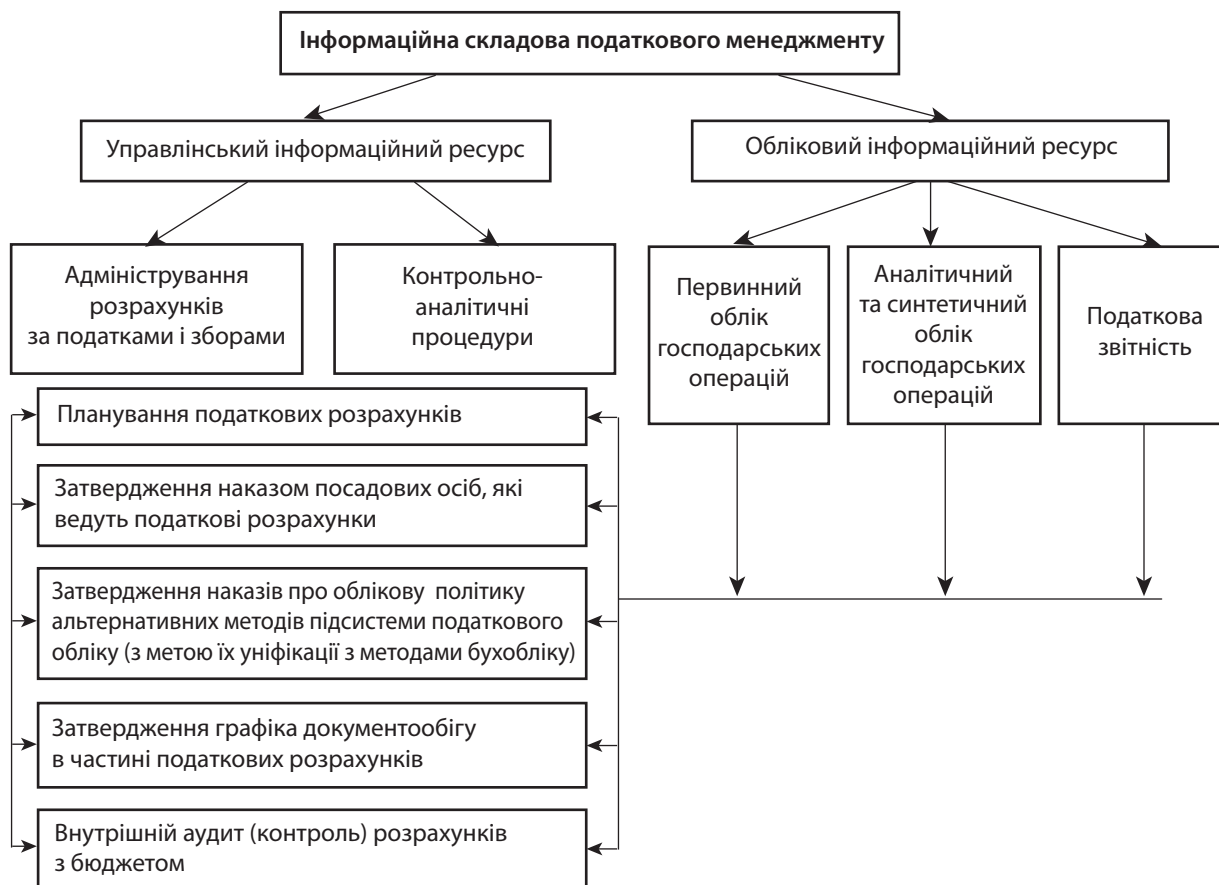 Інформаційна складова податкового менеджменту
Управлінський інформаційний ресурс
Обліковий інформаційний ресурс
Адміністрування
розрахунків
за податками і зборами
Контрольно-
аналітичні
процедури
Первинний
облік
господарських
операцій
Аналітичний
та синтетичний
облік
господарських
операцій
Податкова
звітність
Планування податкових розрахунків
Затвердження наказом посадових осіб, які
ведуть податкові розрахунки
Затвердження наказів про облікову політику
альтернативних методів підсистеми податкового
обліку (з метою їх уніфікації з методами бухобліку)
Затвердження графіка документообігу
в частині податкових розрахунків
Внутрішній аудит (контроль) розрахунків
з бюджетом